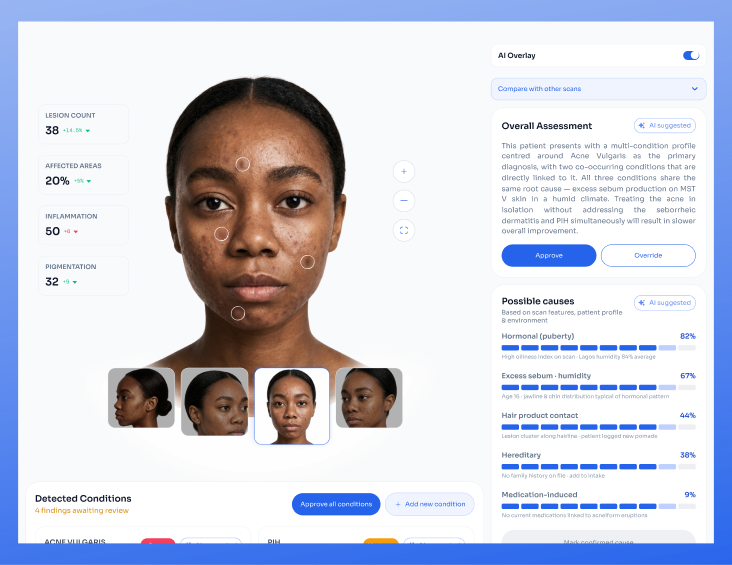 AI Overlay
Compare with other scans
LESION COUNT
38 +14.5%
AFFECTED AREAS
20% +5%
INFLAMMATION
50 +6
PIGMENTATION
32 +9
Overall Assessment
AI suggested
This patient presents with a multi-condition profile
centred around Acne Vulgaris as the primary
diagnosis, with two co-occurring conditions that are
directly linked to it. All three conditions share the
same root cause — excess sebum production on MST
V skin in a humid climate. Treating the acne in
isolation without addressing the seborrheic
dermatitis and PIH simultaneously will result in slower
overall improvement.
Approve
Override
Possible causes
AI suggested
Based on scan features, patient profile
& environment
Hormonal (puberty) 82%
High oiliness index on scan · Lagos humidity 84% average
Excess sebum · humidity 67%
Age 16 · jawline & chin distribution typical of hormonal pattern
Hair product contact 44%
Lesion cluster along hairline · patient logged new pomade
Hereditary 38%
No family history on file · add to intake
Medication-induced 9%
No current medications linked to acneiform eruptions
Mark confirmed cause
Detected Conditions
4 findings awaiting review
Approve all conditions
+ Add new condition
ACNE VULGARIS
PIH